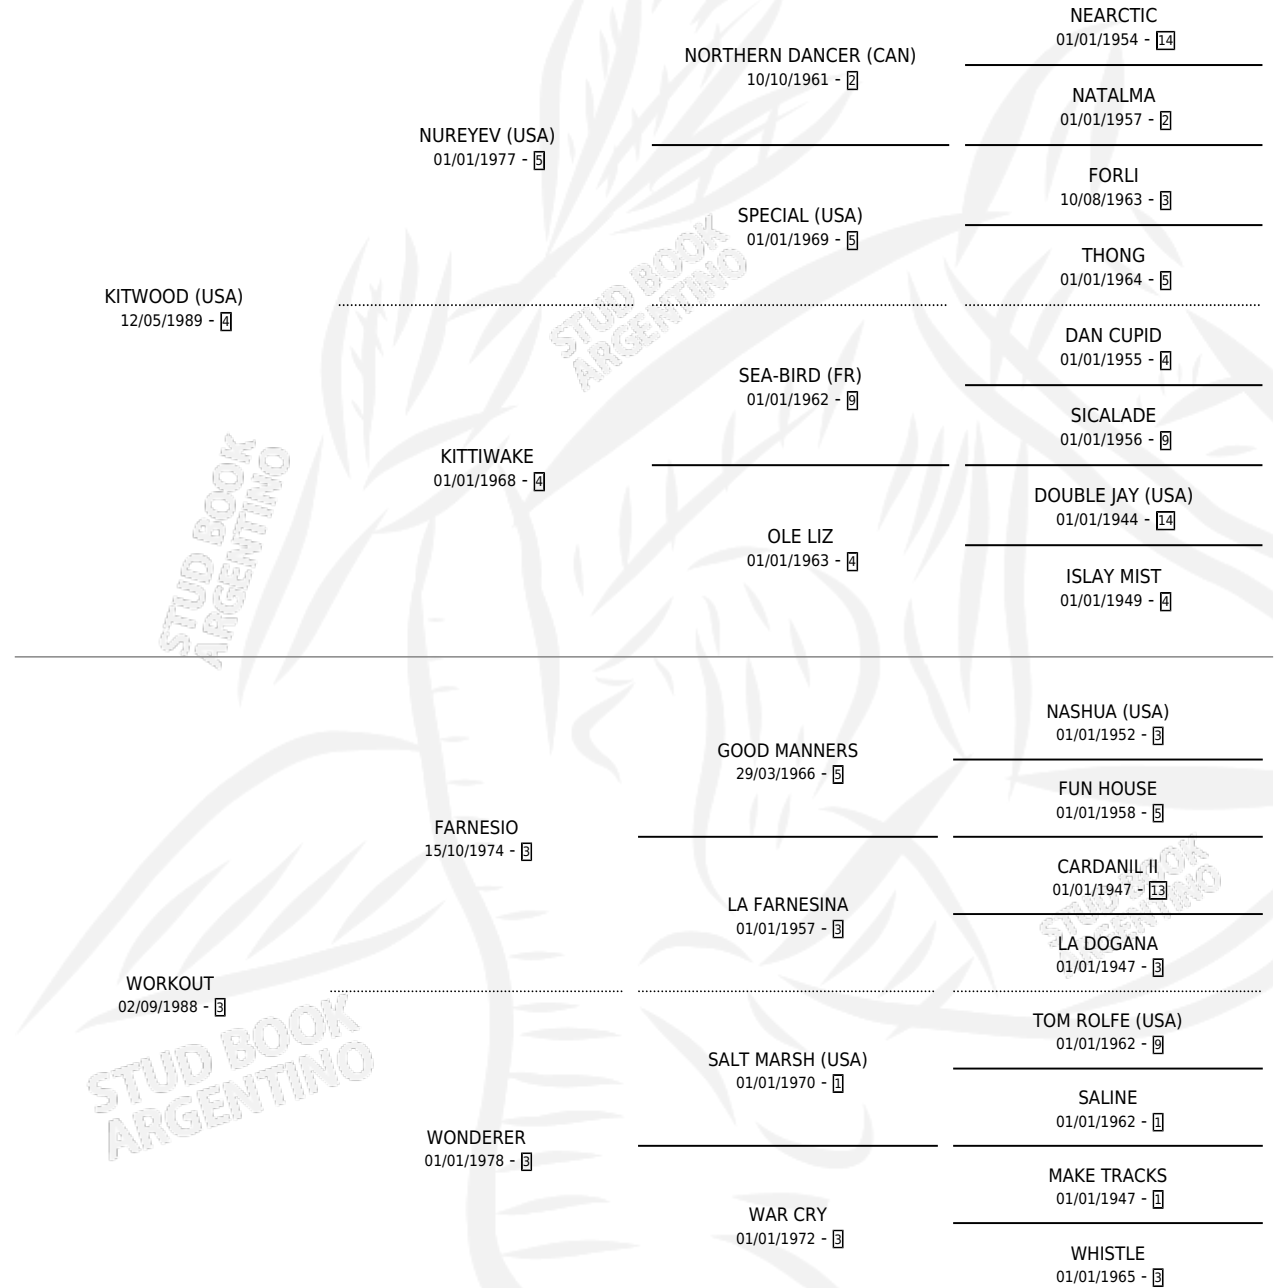 NEARCTIC
01/01/1954 - 14
NORTHERN DANCER (CAN)
10/10/1961 - 2
NATALMA
01/01/1957 - 2
NUREYEV (USA)
01/01/1977 - 5
FORLI
10/08/1963 - 3
SPECIAL (USA)
01/01/1969 - 5
THONG
01/01/1964 - 5
KITWOOD (USA)
12/05/1989 - 4
DAN CUPID
01/01/1955 - 4
SEA-BIRD (FR)
01/01/1962 - 9
SICALADE
01/01/1956 - 9
KITTIWAKE
01/01/1968 - 4
DOUBLE JAY (USA)
01/01/1944 - 14
OLE LIZ
01/01/1963 - 4
ISLAY MIST
01/01/1949 - 4
NASHUA (USA)
01/01/1952 - 3
GOOD MANNERS
29/03/1966 - 5
FUN HOUSE
01/01/1958 - 5
FARNESIO
15/10/1974 - 3
CARDANIL II
01/01/1947 - 13
LA FARNESINA
01/01/1957 - 3
LA DOGANA
01/01/1947 - 3
WORKOUT
02/09/1988 - 3
TOM ROLFE (USA)
01/01/1962 - 9
SALT MARSH (USA)
01/01/1970 - 1
SALINE
01/01/1962 - 1
WONDERER
01/01/1978 - 3
MAKE TRACKS
01/01/1947 - 1
WAR CRY
01/01/1972 - 3
WHISTLE
01/01/1965 - 3
STUD BOOK
ARGENTINO
STUD BOOK
ARGENTINO
STUD BOOK
ARGENTINO
STUD BOOK
ARGENTINO